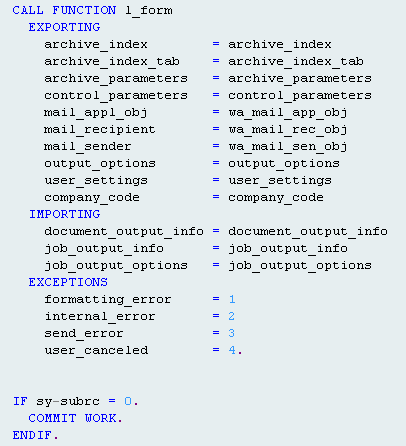 CALL FUNCTION l_form
EXPORTING
archive_index = archive_index
archive_index_tab = archive_index_tab
archive_parameters = archive_parameters
control_parameters = control_parameters
mail_appl_obj = wa_mail_app_obj
mail_recipient = wa_mail_rec_obj
mail_sender = wa_mail_sen_obj
output_options = output_options
user_settings = user_settings
company_code = company_code
IMPORTING
document_output_info = document_output_info
job_output_info = job_output_info
job_output_options = job_output_options
EXCEPTIONS
formatting_error = 1
internal_error = 2
send_error = 3
user_canceled = 4.
IF sy-subrc = 0.
COMMIT WORK.
ENDIF.